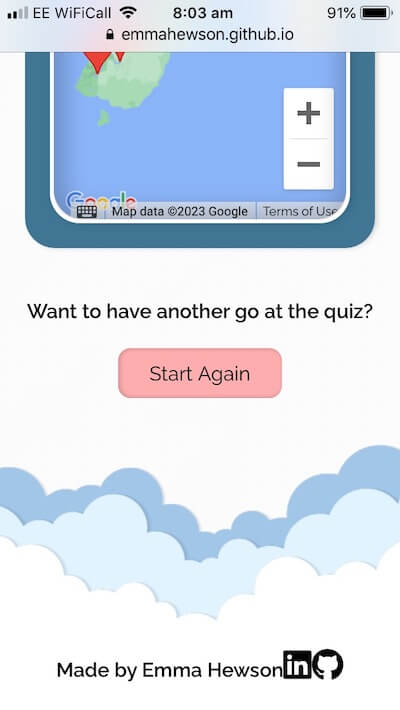 EE WiFiCall 8:03 am 91%
emmahewson.github.io
+
−
Google
Map data ©2023 Google Terms of Use
Want to have another go at the quiz?
Start Again
Made by Emma Hewson in